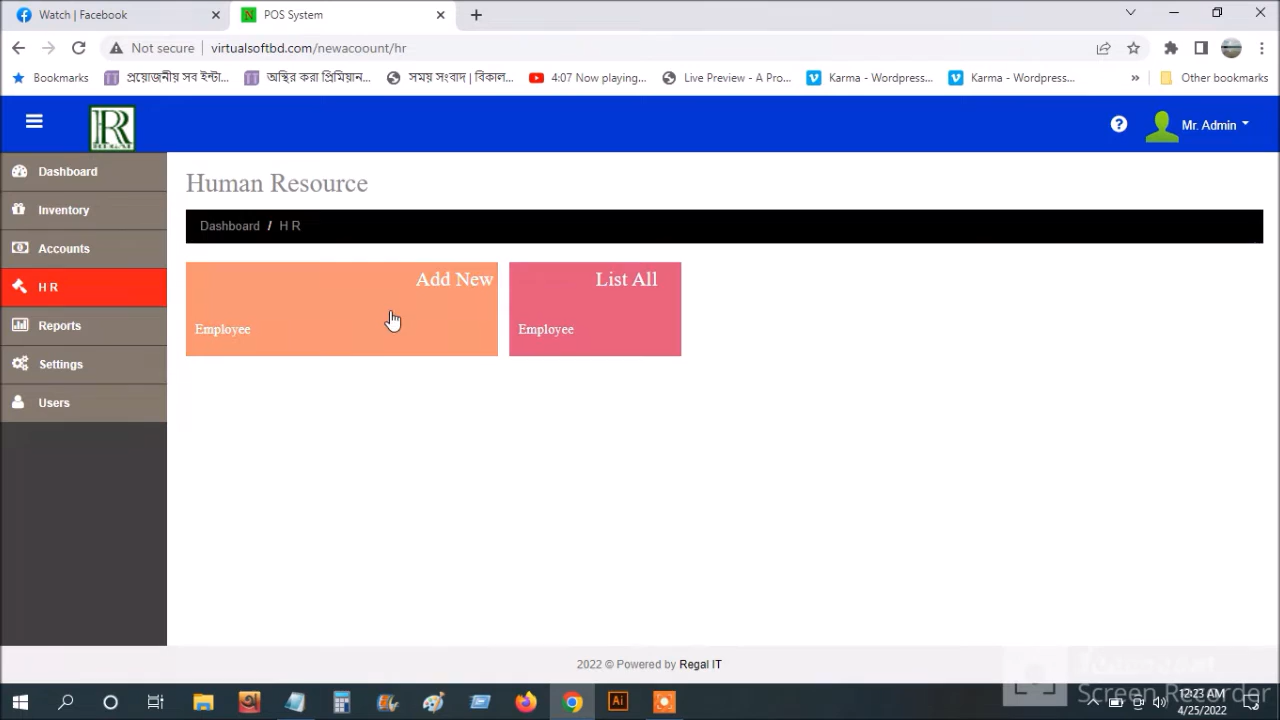 Watch | Facebook
POS System
Not secure
virtualsoftbd.com/newacoount/hr
Bookmarks
প্রয়োজনীয় সব ইন্টা...
অস্থির করা প্রিমিয়ান...
সময় সংবাদ | বিকাল...
4:07 Now playing...
Live Preview - A Pro...
Karma - Wordpress...
Karma - Wordpress...
»
Other bookmarks
R
REGAL
Mr. Admin
Dashboard
Inventory
Accounts
H R
Reports
Settings
Users
Human Resource
Dashboard / H R
Add New
Employee
List All
Employee
2022 © Powered by Regal IT
Screen Recorder
12:23 AM
4/25/2022